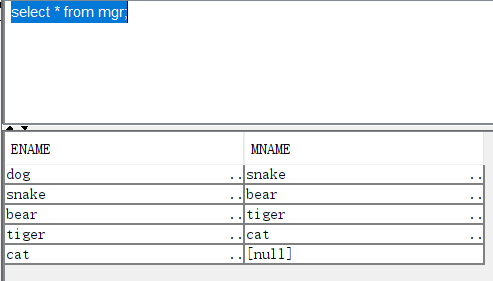 select * from mgr;
ENAME MNAME
dog .. snake ..
snake .. bear ..
bear .. tiger ..
tiger .. cat ..
cat .. [null]